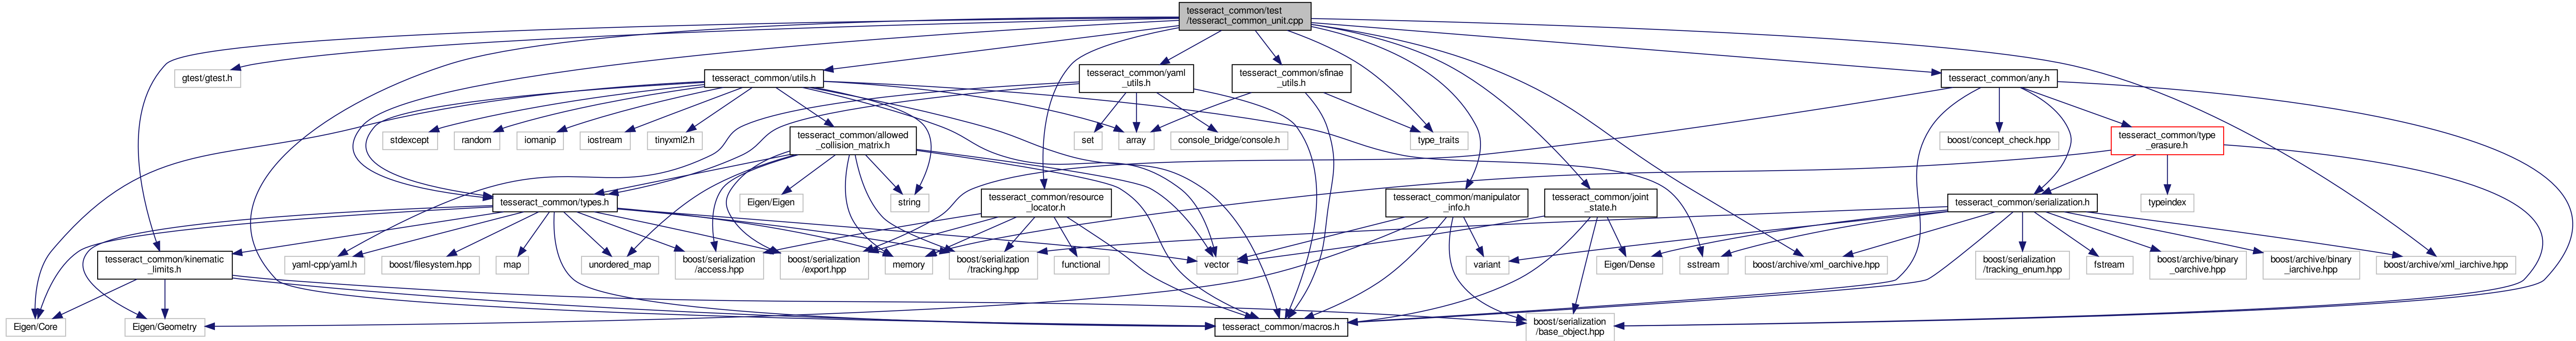 tesseract_common/test
/tesseract_common_unit.cpp
gtest/gtest.h
tesseract_common/utils.h
tesseract_common/yaml
_utils.h
tesseract_common/sfinae
_utils.h
tesseract_common/any.h
stdexcept
random
iomanip
iostream
tinyxml2.h
tesseract_common/allowed
_collision_matrix.h
set
array
console_bridge/console.h
type_traits
boost/concept_check.hpp
tesseract_common/type
_erasure.h
tesseract_common/types.h
Eigen/Eigen
string
tesseract_common/resource
_locator.h
tesseract_common/manipulator
_info.h
tesseract_common/joint
_state.h
tesseract_common/serialization.h
typeindex
tesseract_common/kinematic
_limits.h
yaml-cpp/yaml.h
boost/filesystem.hpp
map
unordered_map
boost/serialization
/access.hpp
boost/serialization
/export.hpp
memory
boost/serialization
/tracking.hpp
functional
vector
variant
Eigen/Dense
sstream
boost/archive/xml_oarchive.hpp
boost/serialization
/tracking_enum.hpp
fstream
boost/archive/binary
_oarchive.hpp
boost/archive/binary
_iarchive.hpp
boost/archive/xml_iarchive.hpp
Eigen/Core
Eigen/Geometry
tesseract_common/macros.h
boost/serialization
/base_object.hpp